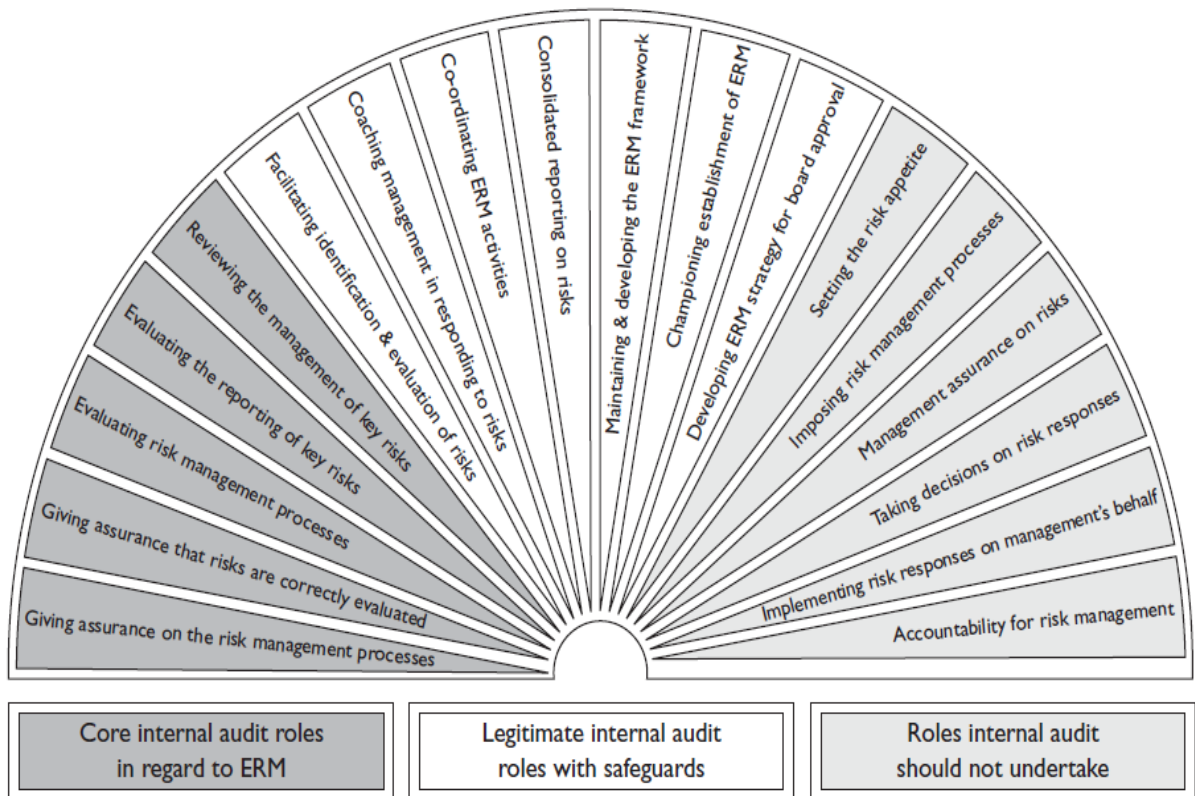 Giving assurance on the risk management processes
Giving assurance that risks are correctly evaluated
Evaluating risk management processes
Evaluating the reporting of key risks
Reviewing the management of key risks
Facilitating identification & evaluation of risks
Coaching management in responding to risks
Co-ordinating ERM activities
Consolidated reporting on risks
Maintaining & developing the ERM framework
Championing establishment of ERM
Developing ERM strategy for board approval
Setting the risk appetite
Imposing risk management processes
Management assurance on risks
Taking decisions on risk responses
Implementing risk responses on management's behalf
Accountability for risk management
Core internal audit roles
in regard to ERM
Legitimate internal audit
roles with safeguards
Roles internal audit
should not undertake